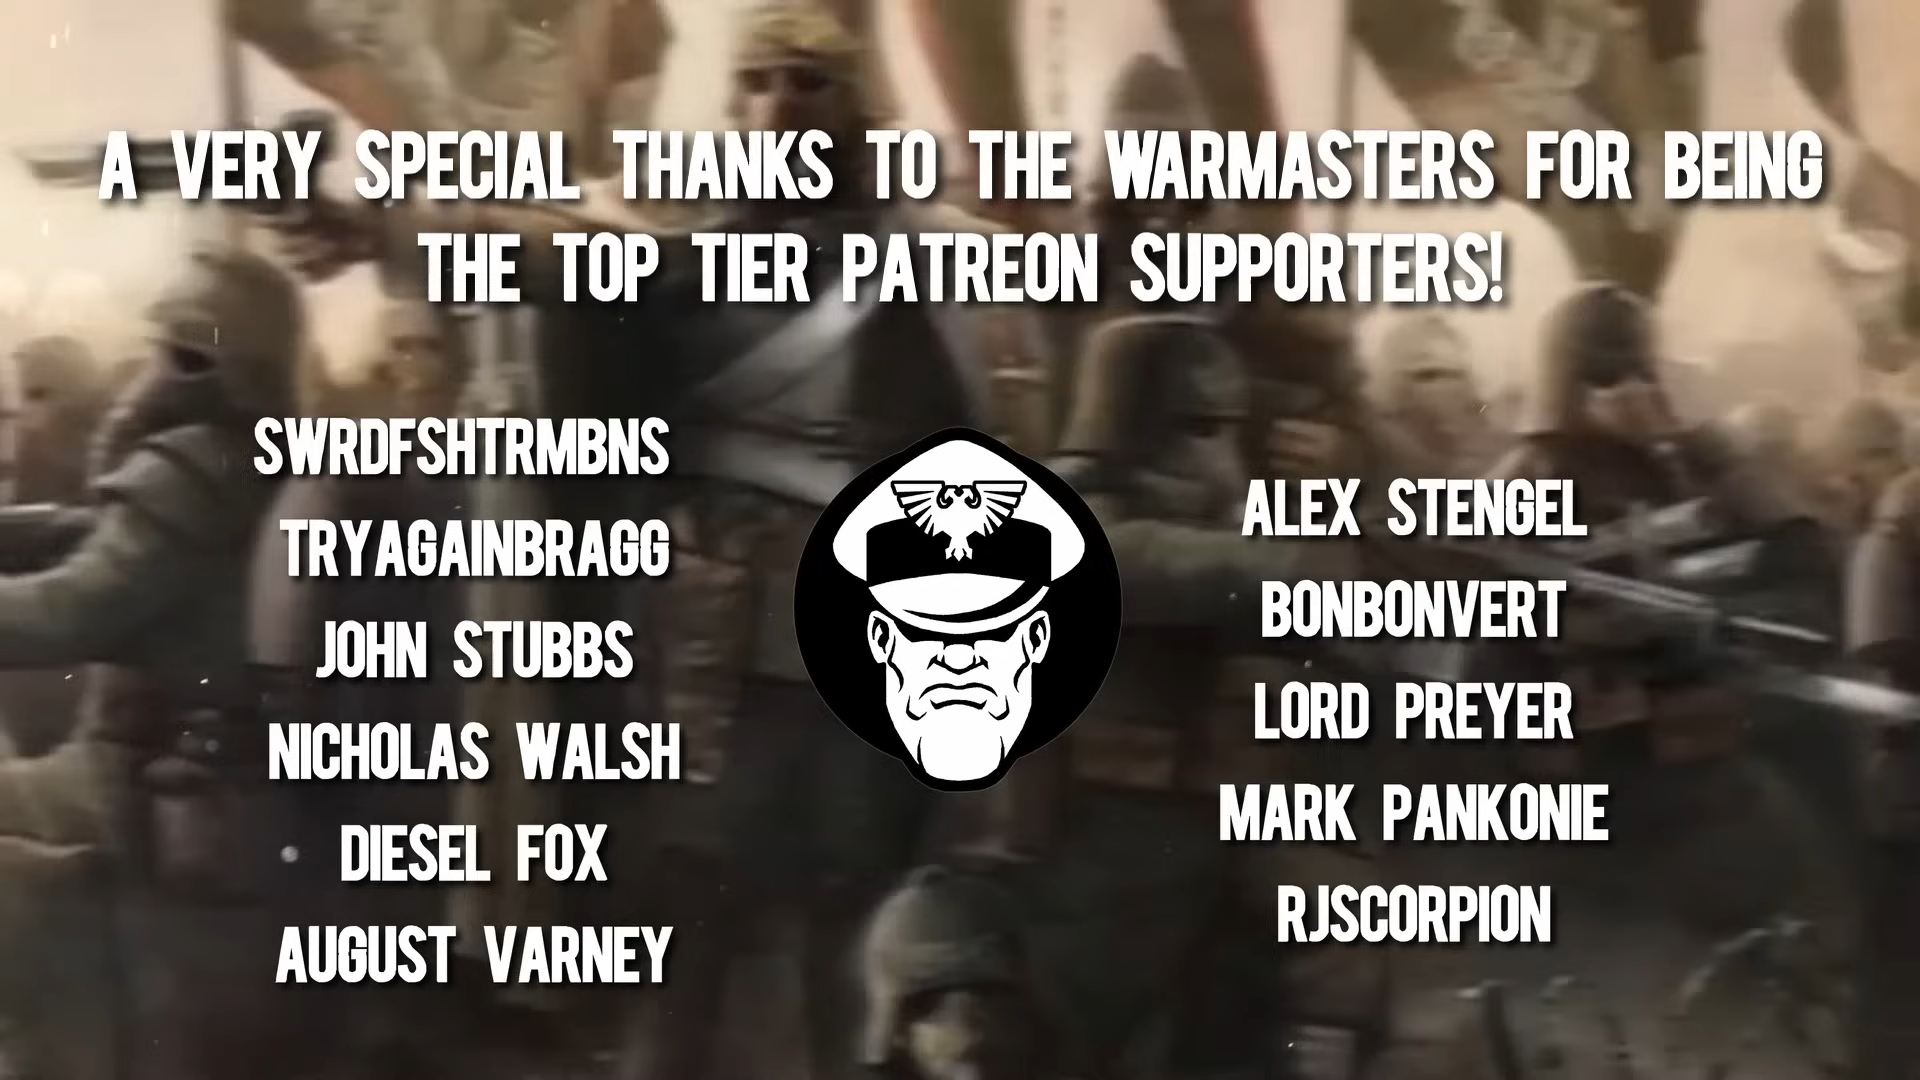 A VERY SPECIAL THANKS TO THE WARMASTERS FOR BEING
THE TOP TIER PATREON SUPPORTERS!
SWRDFSHTRMBNS
TRYAGAINBRAGG
JOHN STUBBS
NICHOLAS WALSH
DIESEL FOX
AUGUST VARNEY
ALEX STENGEL
BONBONVERT
LORD PREYER
MARK PANKONIE
RJSCORPION